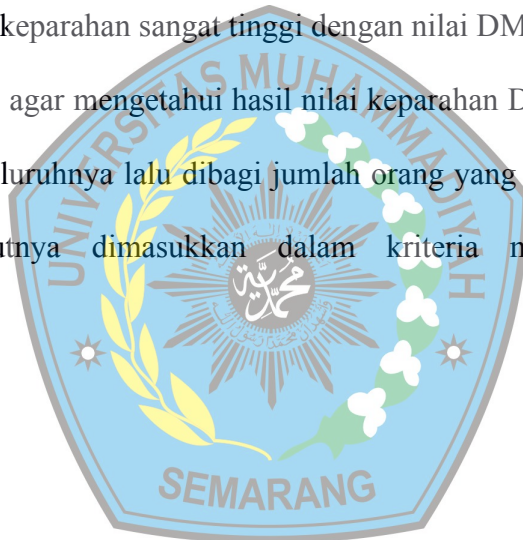 keparahan sangat tinggi dengan nilai DM
agar mengetahui hasil nilai keparahan D
luruhnya lalu dibagi jumlah orang yang
utnya dimasukkan dalam kriteria
UNIVERSITAS MUHAMMADIYAH
محمدية
SEMARANG